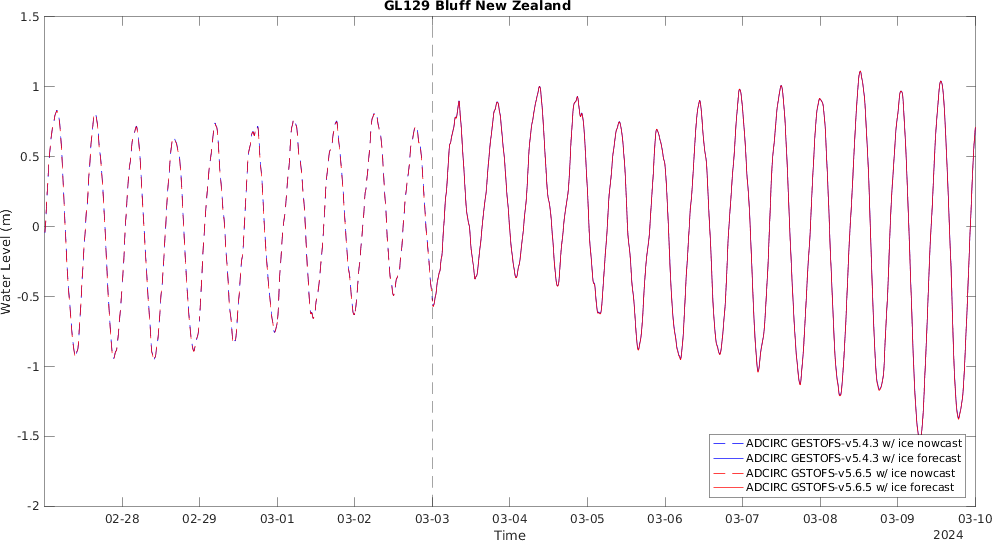 GL129 Bluff New Zealand
1.5
1
0.5
0
-0.5
-1
-1.5
-2
Water Level (m)
ADCIRC GESTOFS-v5.4.3 w/ ice nowcast
ADCIRC GESTOFS-v5.4.3 w/ ice forecast
ADCIRC GSTOFS-v5.6.5 w/ ice nowcast
ADCIRC GSTOFS-v5.6.5 w/ ice forecast
02-28 02-29 03-01 03-02 03-03 03-04 03-05 03-06 03-07 03-08 03-09 03-10
Time
2024